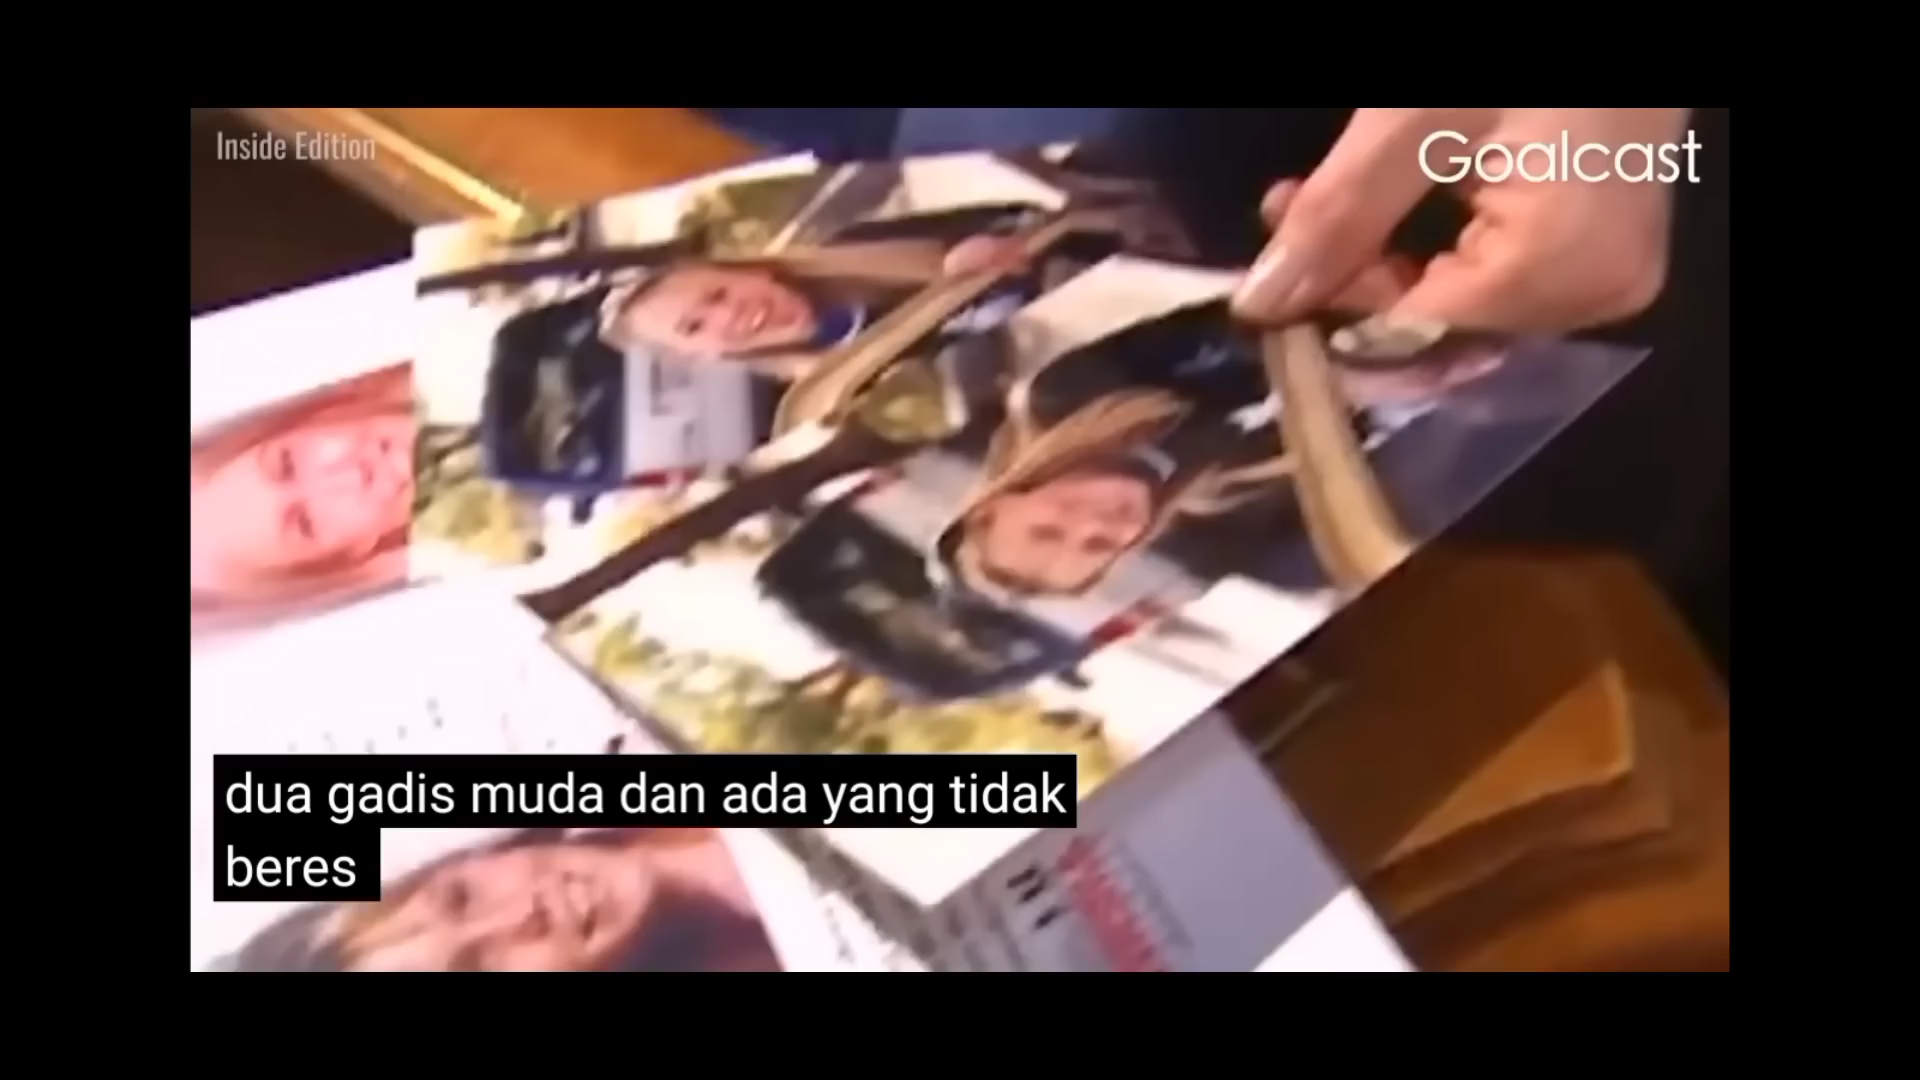 Inside Edition
Goalcast
dua gadis muda dan ada yang tidak
beres